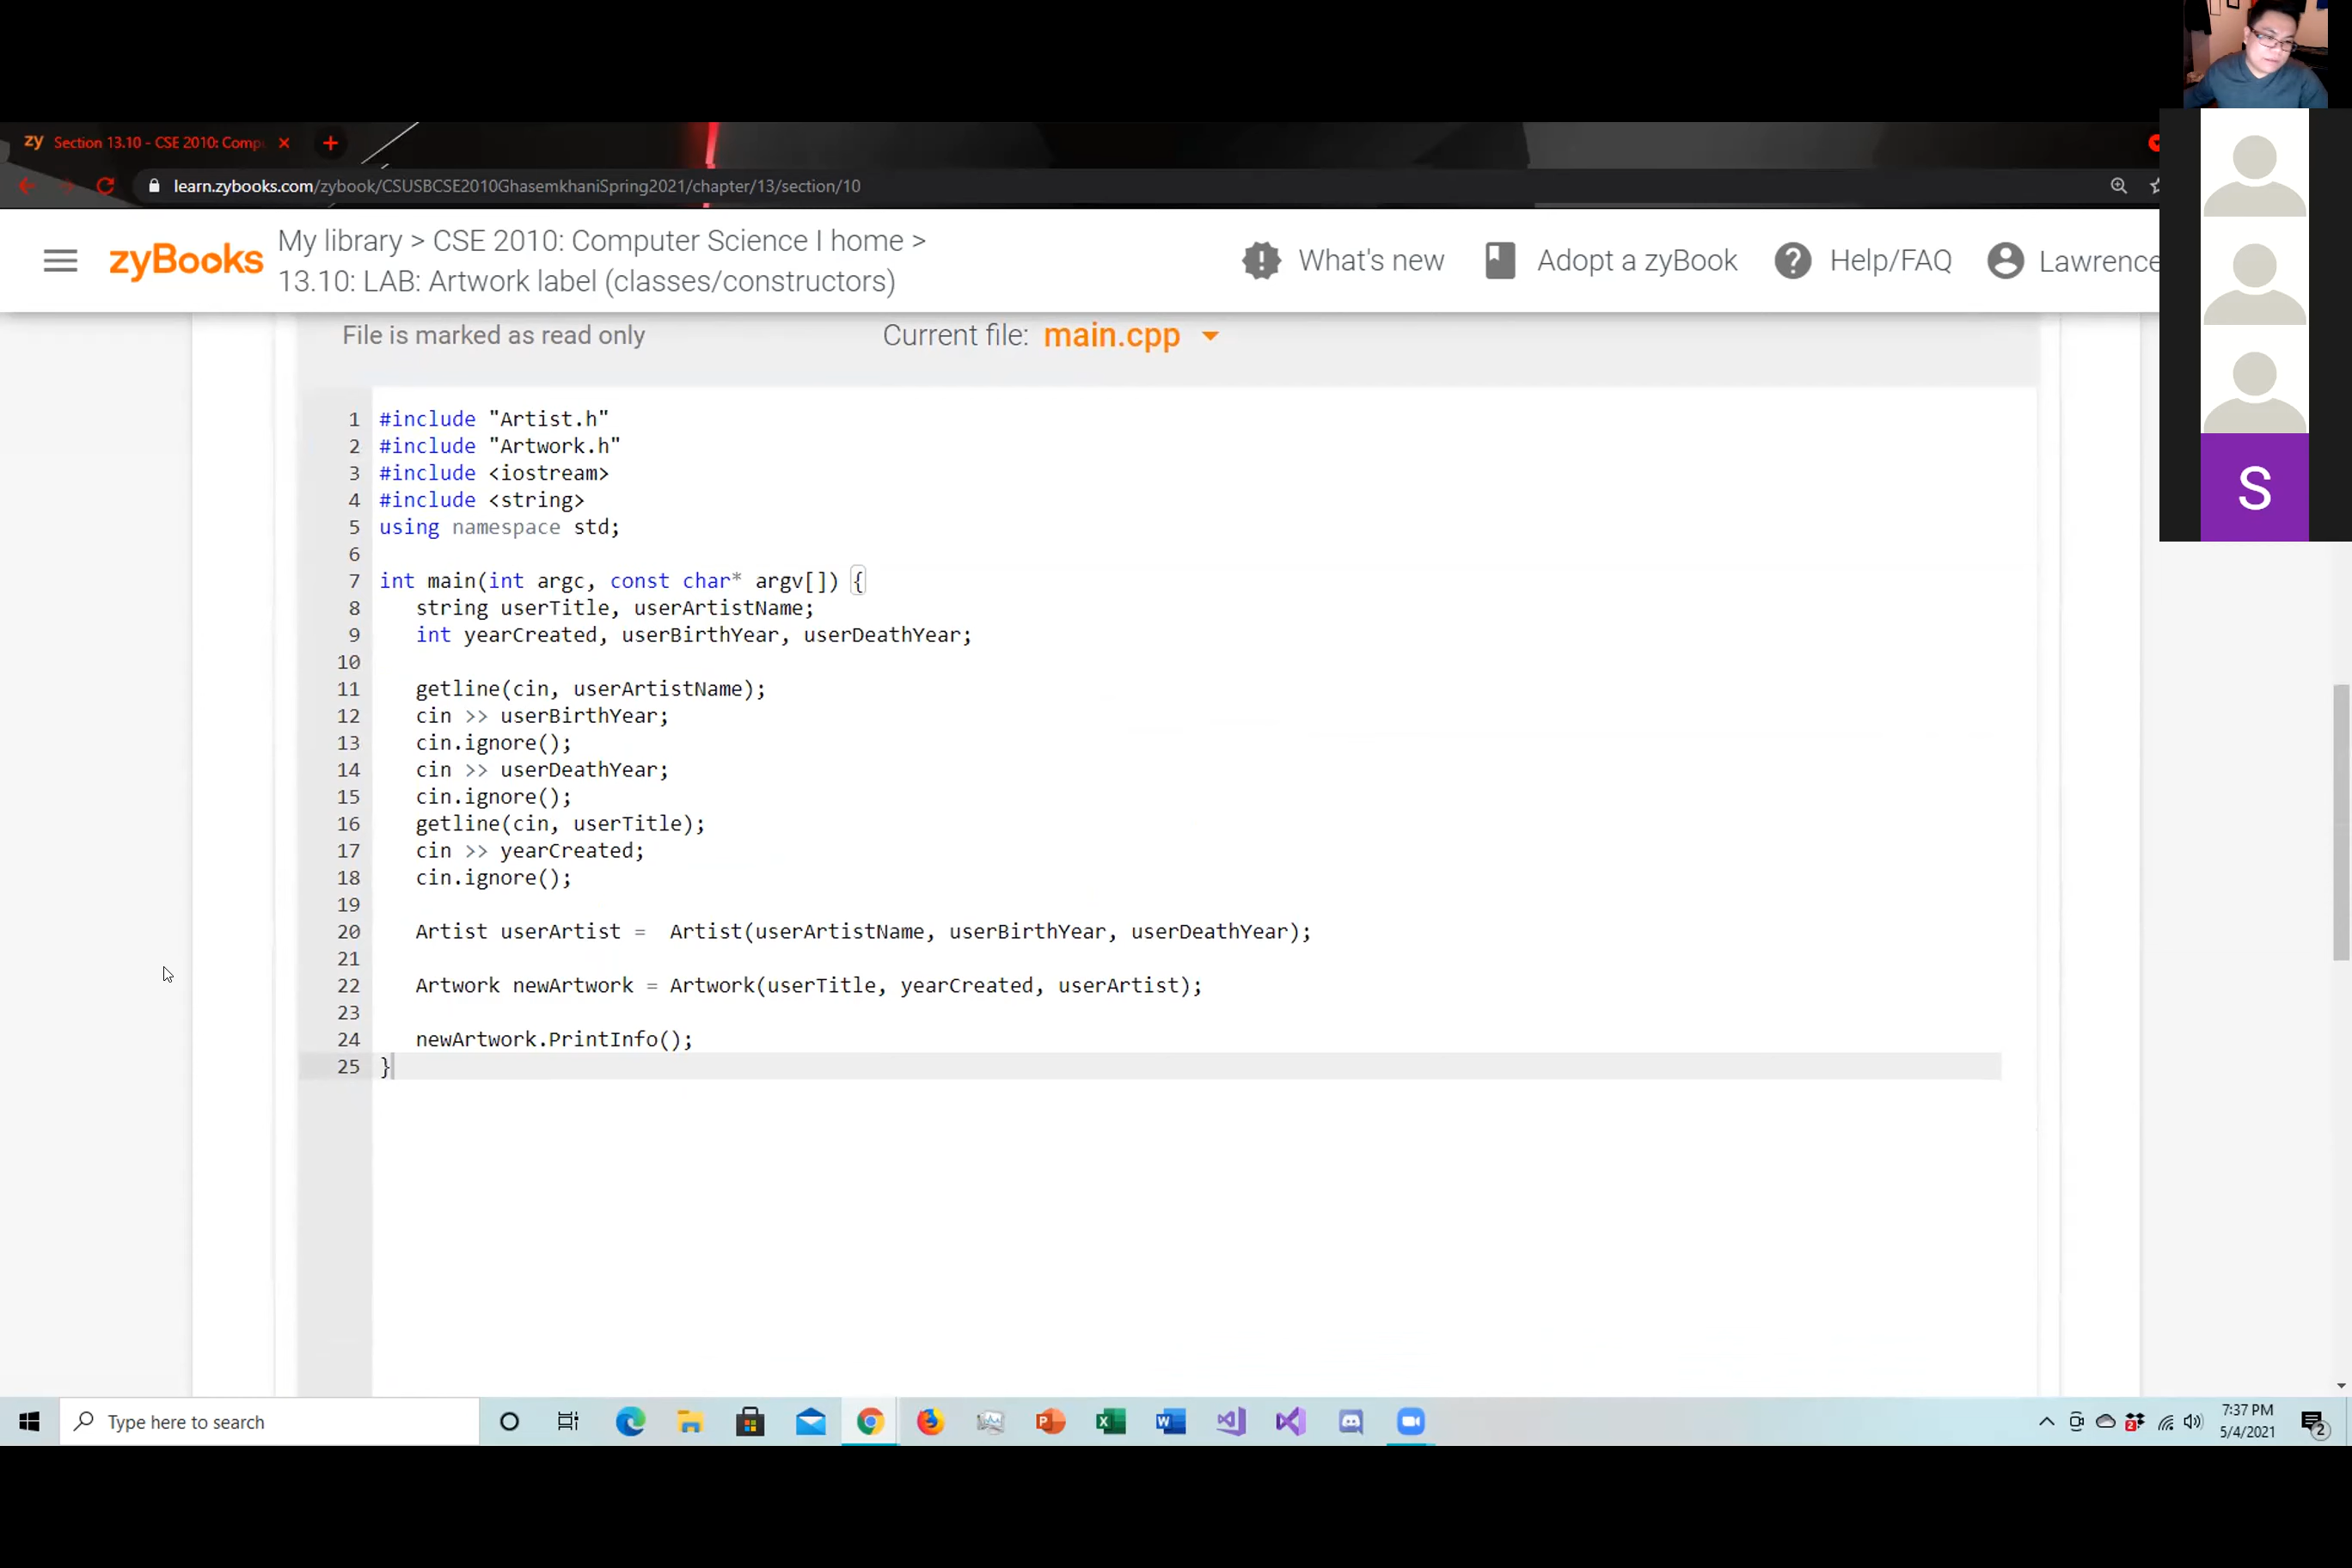 zy Section 13.10 - CSE 2010: Compu
learn.zybooks.com/zybook/CSUSBCSE2010GhasemkhaniSpring2021/chapter/13/section/10
zyBooks
My library > CSE 2010: Computer Science I home >
13.10: LAB: Artwork label (classes/constructors)
What's new
Adopt a zyBook
Help/FAQ
Lawrence
S
File is marked as read only
Current file: main.cpp
1 #include "Artist.h"
2 #include "Artwork.h"
3 #include <iostream>
4 #include <string>
5 using namespace std;
6
7 int main(int argc, const char* argv[]) {
8 string userTitle, userArtistName;
9 int yearCreated, userBirthYear, userDeathYear;
10
11 getline(cin, userArtistName);
12 cin >> userBirthYear;
13 cin.ignore();
14 cin >> userDeathYear;
15 cin.ignore();
16 getline(cin, userTitle);
17 cin >> yearCreated;
18 cin.ignore();
19
20 Artist userArtist = Artist(userArtistName, userBirthYear, userDeathYear);
21
22 Artwork newArtwork = Artwork(userTitle, yearCreated, userArtist);
23
24 newArtwork.PrintInfo();
25 }
Type here to search
7:37 PM
5/4/2021
2